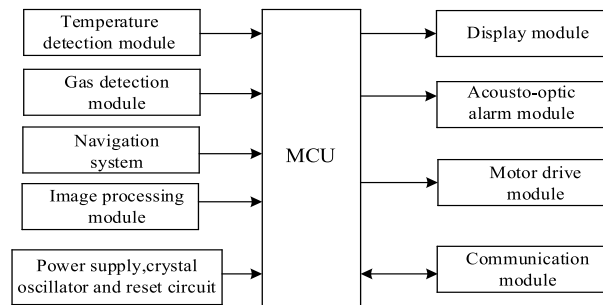 Temperature
detection module
Gas detection
module
Navigation
system
Image processing
module
Power supply,crystal
oscillator and reset circuit
MCU
Display module
Acousto-optic
alarm module
Motor drive
module
Communication
module